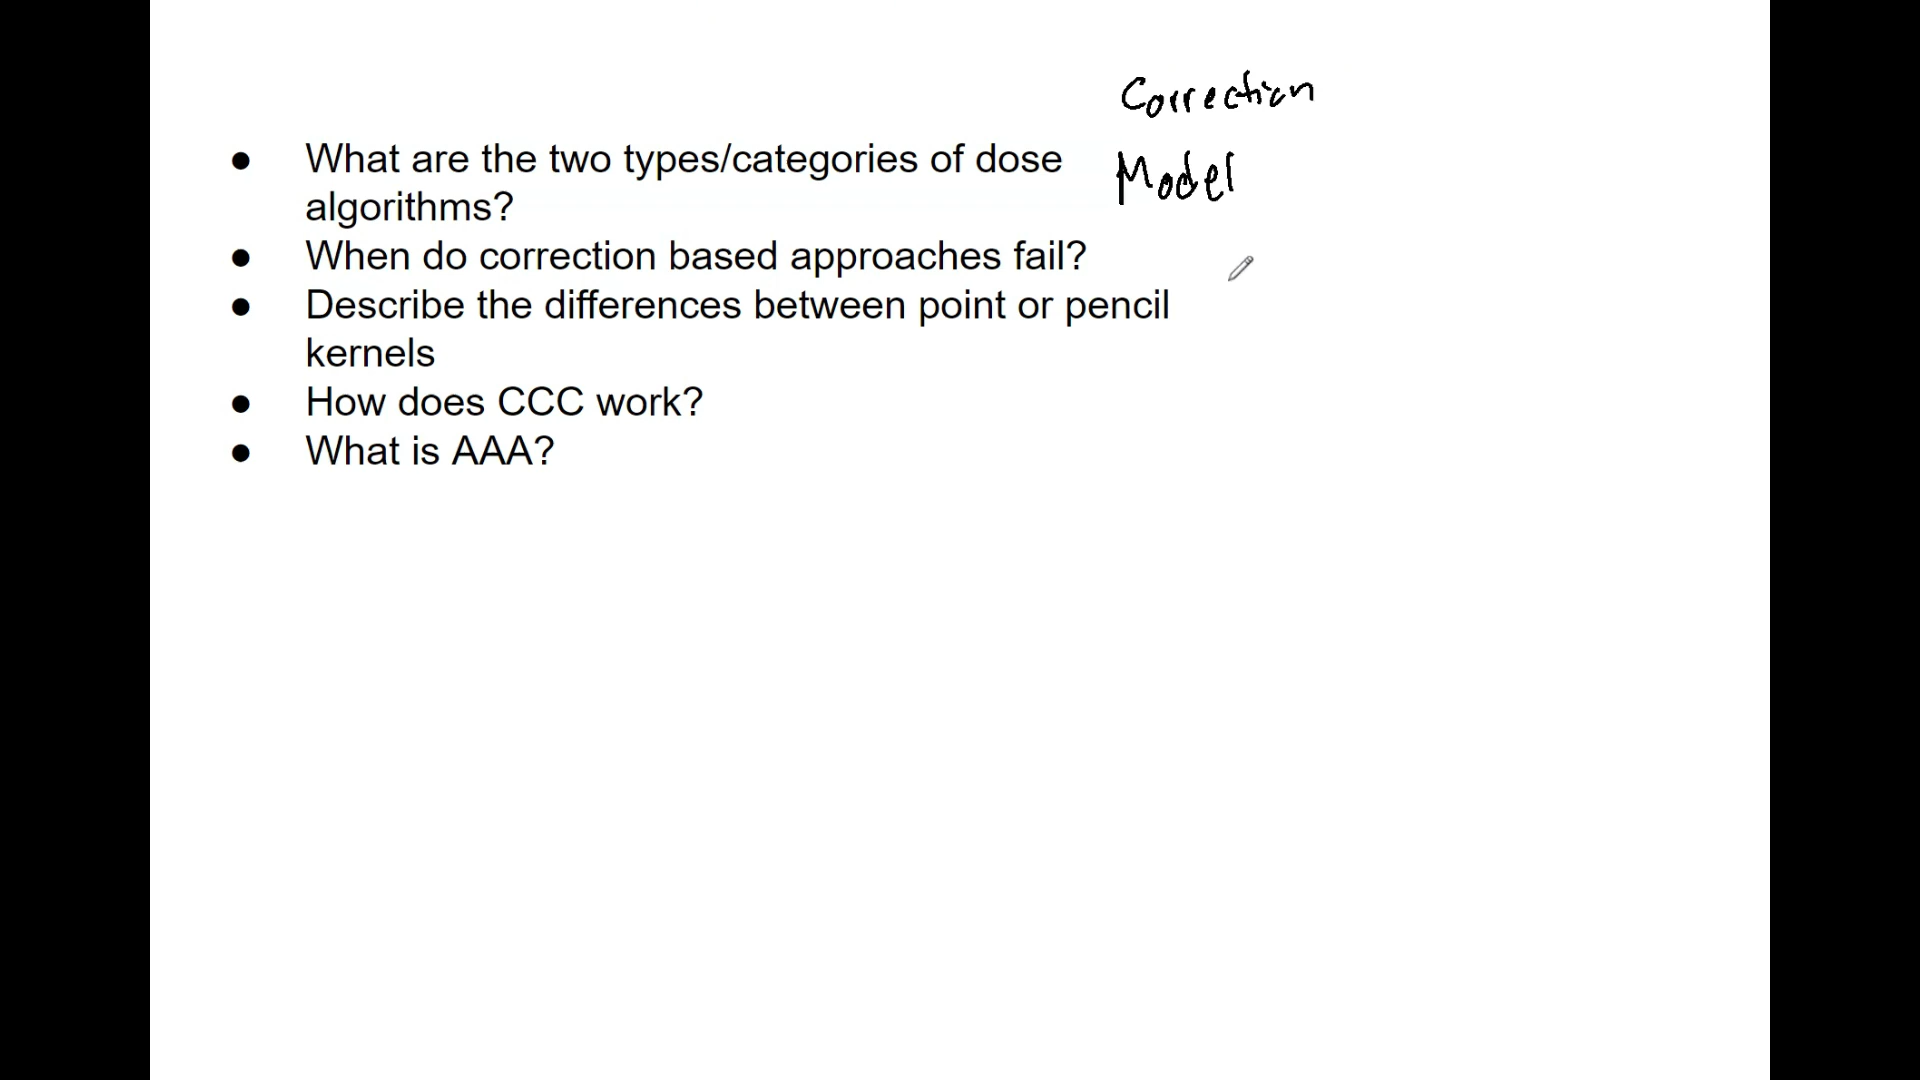 Correction
● What are the two types/categories of dose
Model
algorithms?
● When do correction based approaches fail?
● Describe the differences between point or pencil
kernels
● How does CCC work?
● What is AAA?